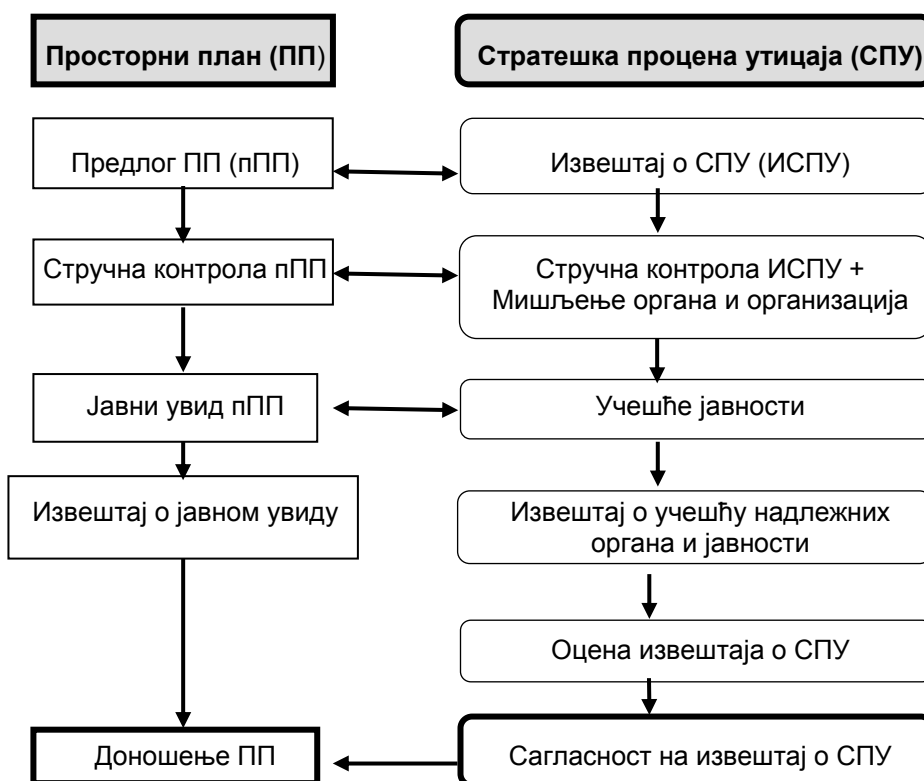 Просторни план (ПП)
Стратешка процена утицаја (СПУ)
Предлог ПП (пПП)
Извештај о СПУ (ИСПУ)
Стручна контрола пПП
Стручна контрола ИСПУ +
Мишљење органа и организација
Јавни увид пПП
Учешће јавности
Извештај о јавном увиду
Извештај о учешћу надлежних
органа и јавности
Оцена извештаја о СПУ
Доношење ПП
Сагласност на извештај о СПУ